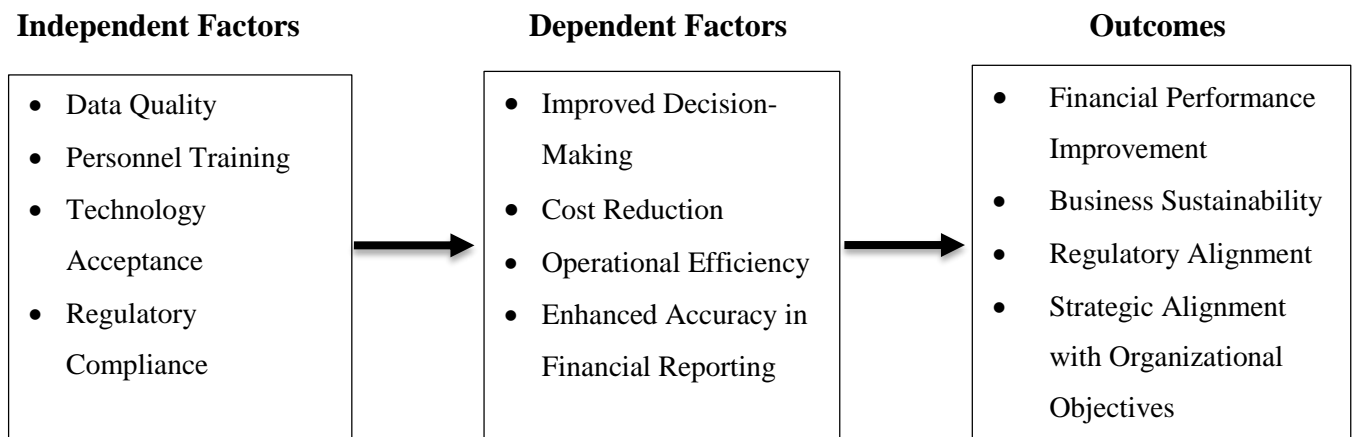 Independent Factors
Data Quality
Personnel Training
Technology
Acceptance
Regulatory
Compliance
Dependent Factors
Improved Decision-
Making
Cost Reduction
Operational Efficiency
Enhanced Accuracy in
Financial Reporting
Outcomes
Financial Performance
Improvement
Business Sustainability
Regulatory Alignment
Strategic Alignment
with Organizational
Objectives